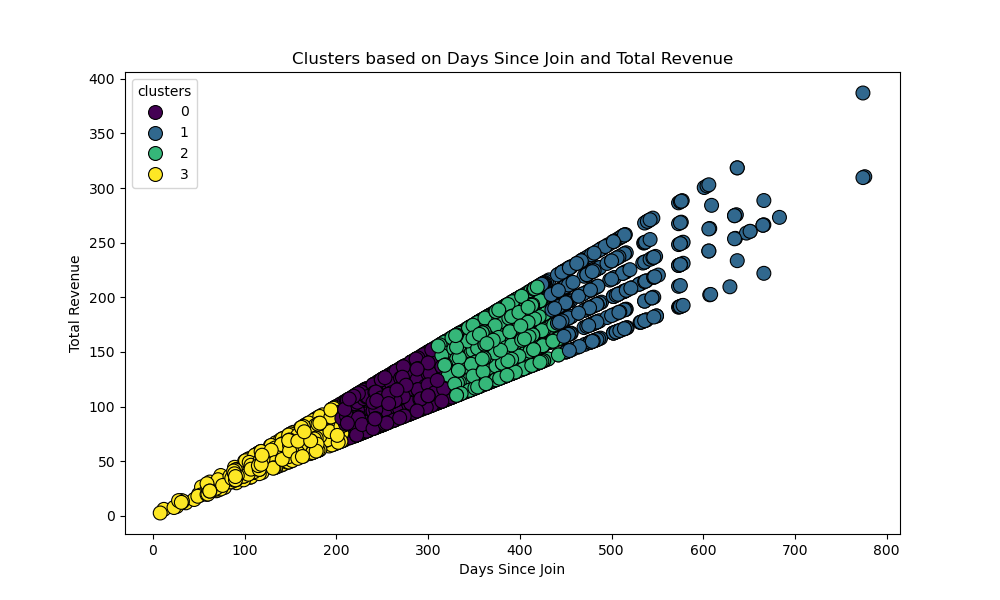 Clusters based on Days Since Join and Total Revenue
clusters
0
1
2
3
400
350
300
250
200
150
100
50
0
Total Revenue
0 100 200 300 400 500 600 700 800
Days Since Join